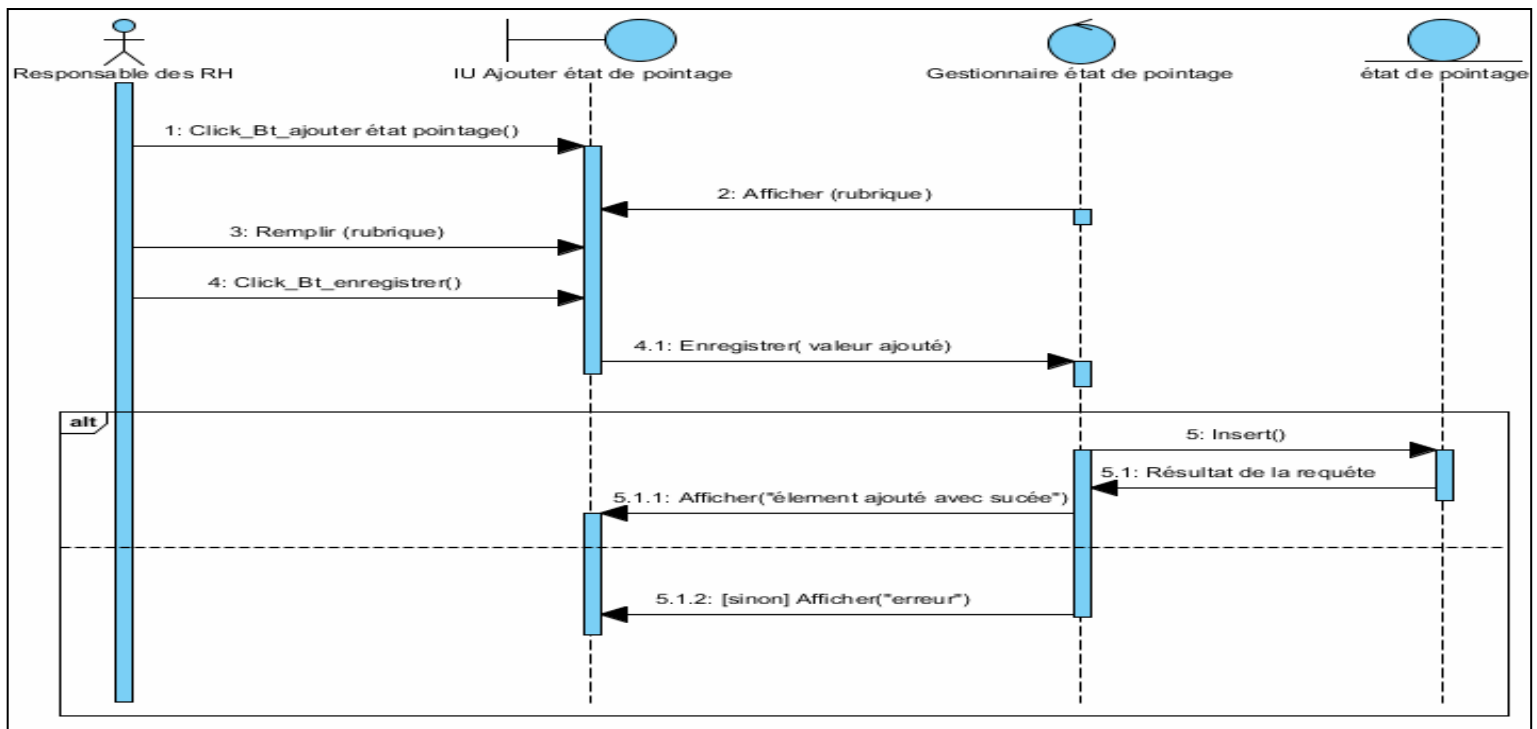 Responsable des RH
IU Ajouter état de pointage
Gestionnaire état de pointage
état de pointage
1: Click_Bt_ajouter état pointage()
2: Afficher (rubrique)
3: Remplir (rubrique)
4: Click_Bt_enregistrer()
4.1: Enregistrer( valeur ajouté)
alt
5: Insert()
5.1: Résultat de la requéte
5.1.1: Afficher("élement ajouté avec sucée")
5.1.2: [sinon] Afficher("erreur")